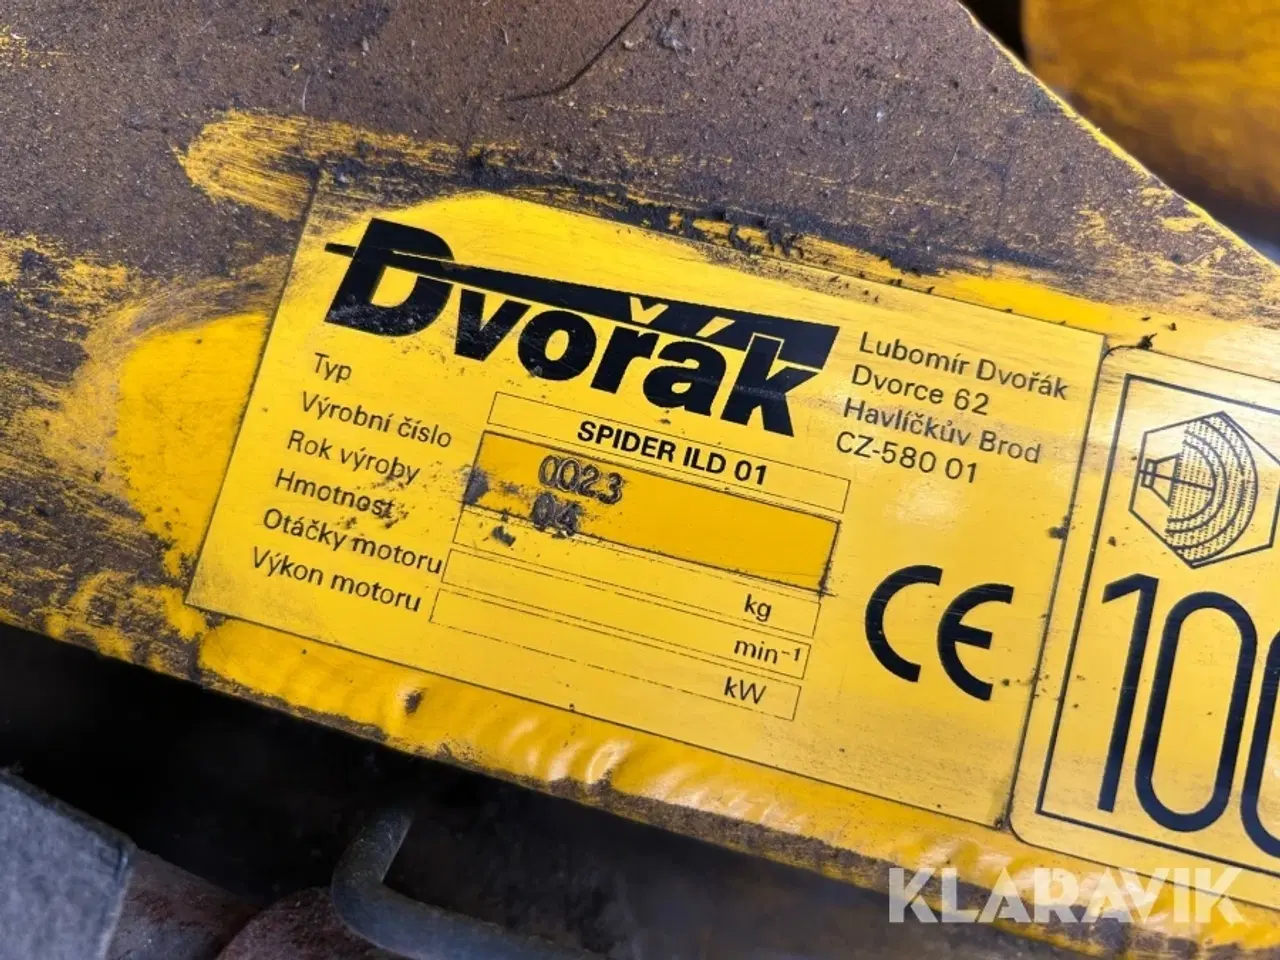 Dvořák
Lubomír Dvořák
Dvorce 62
Havlíčkův Brod
CZ-580 01
Typ
SPIDER ILD 01
Výrobní číslo
0023
Rok výroby
04
Hmotnost
kg
Otáčky motoru
min-1
Výkon motoru
kW
CE
KLARAVIK